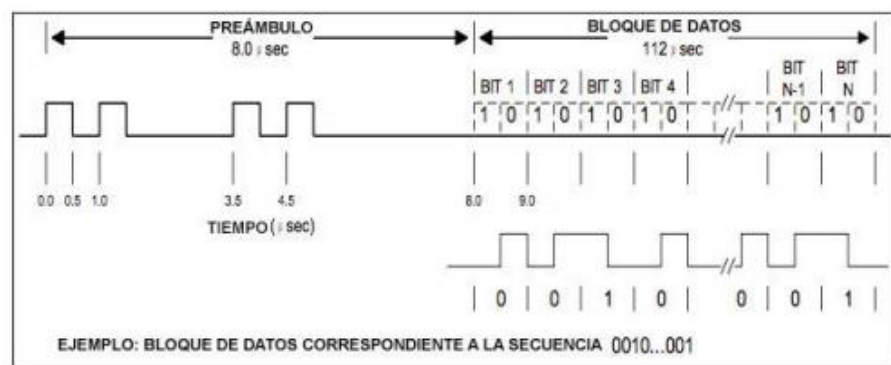 PREÁMBULO BLOQUE DE DATOS
8.0 µ sec 112 µ sec
BIT 1 BIT 2 BIT 3 BIT 4 BIT N-1 BIT N
1 0 1 0 1 0 1 0 1 0 1 0
0.0 0.5 1.0 3.5 4.5 8.0 9.0
TIEMPO (µ sec)
0 0 1 0 0 0 1
EJEMPLO: BLOQUE DE DATOS CORRESPONDIENTE A LA SECUENCIA 0010...001